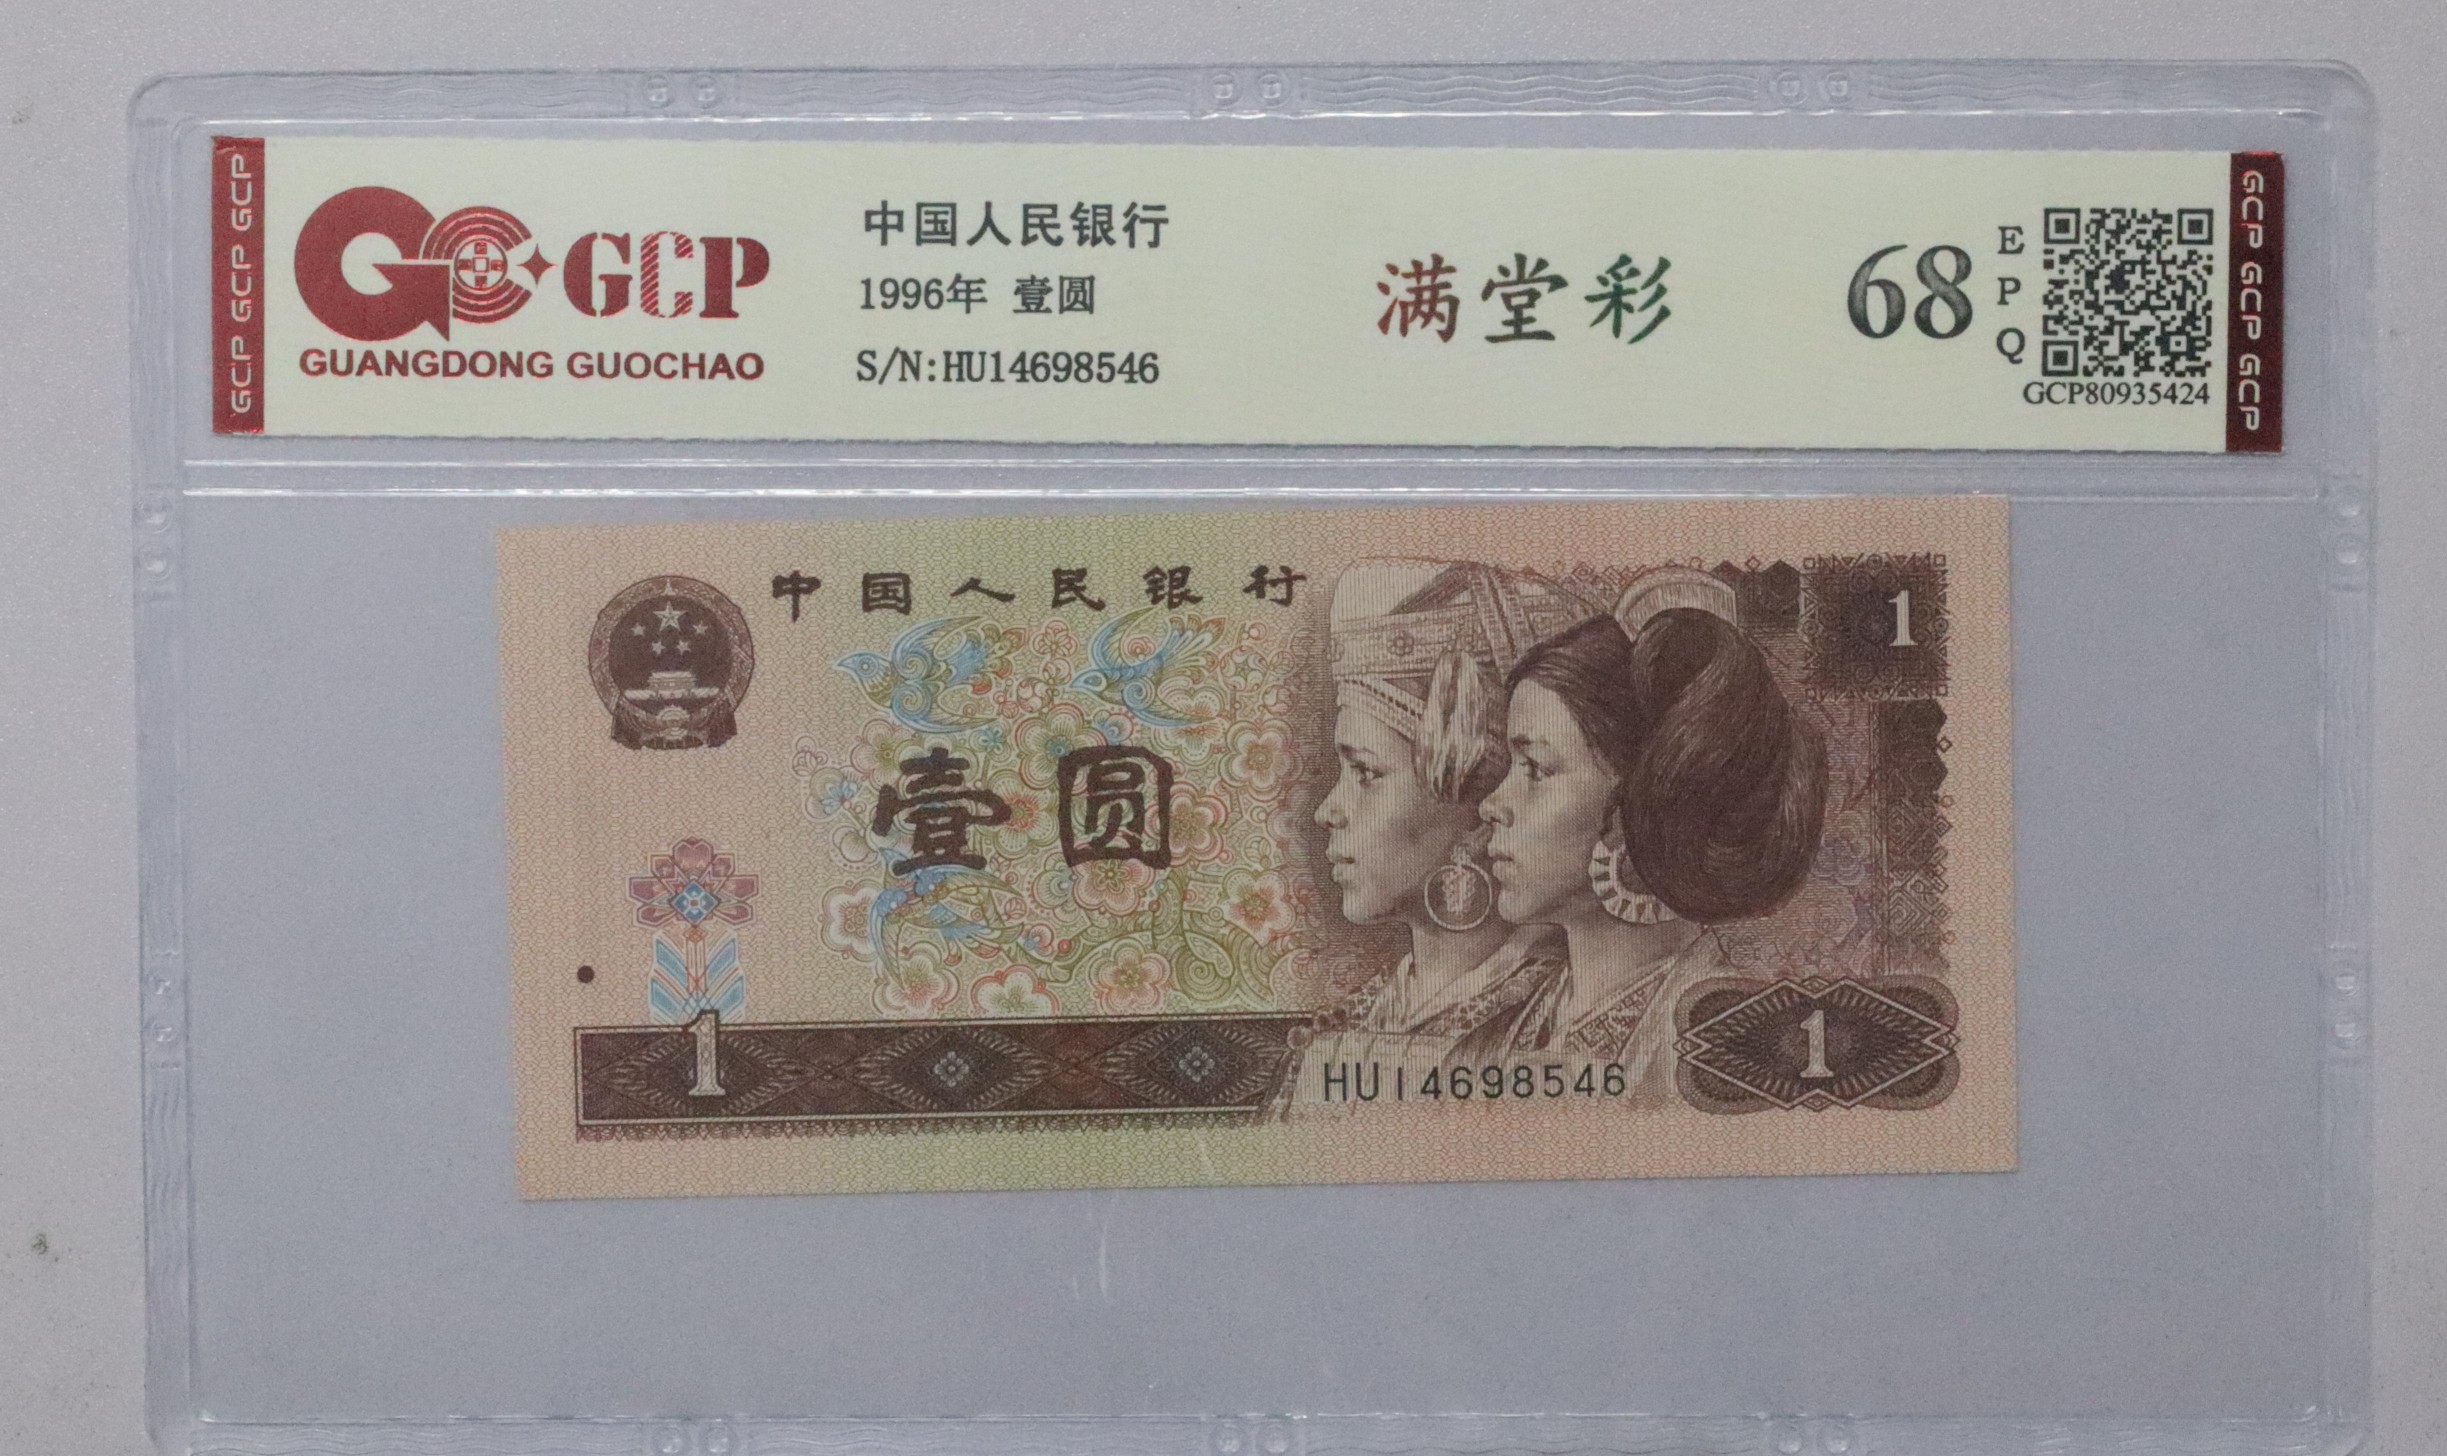 GCP GCP GCP
GCP
GUANGDONG GUOCHAO
中国人民银行
1996年 壹圆
S/N:HU14698546
满堂彩
68
E
P
Q
GCP80935424
GCP GCP GCP
中国人民银行
1
壹圆
1
1
HU14698546